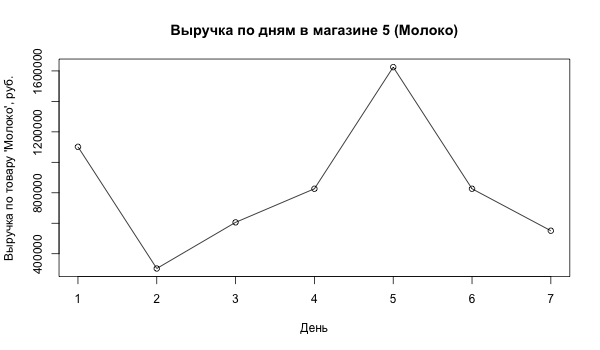 Выручка по дням в магазине 5 (Молоко)
Выручка по товару 'Молоко', руб.
1600000
1200000
800000
400000
1 2 3 4 5 6 7
День